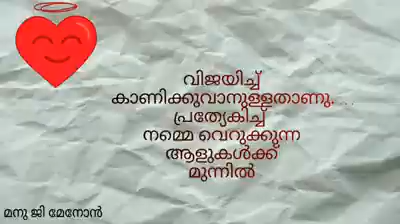 വിജയിച്ച്
കാണിക്കുവാനുള്ളതാണു....
പ്രത്യേകിച്ച്
നമ്മെ വെറുക്കുന്ന
ആളുകൾക്ക്
മുന്നിൽ
മനു ജി മേനോൻ